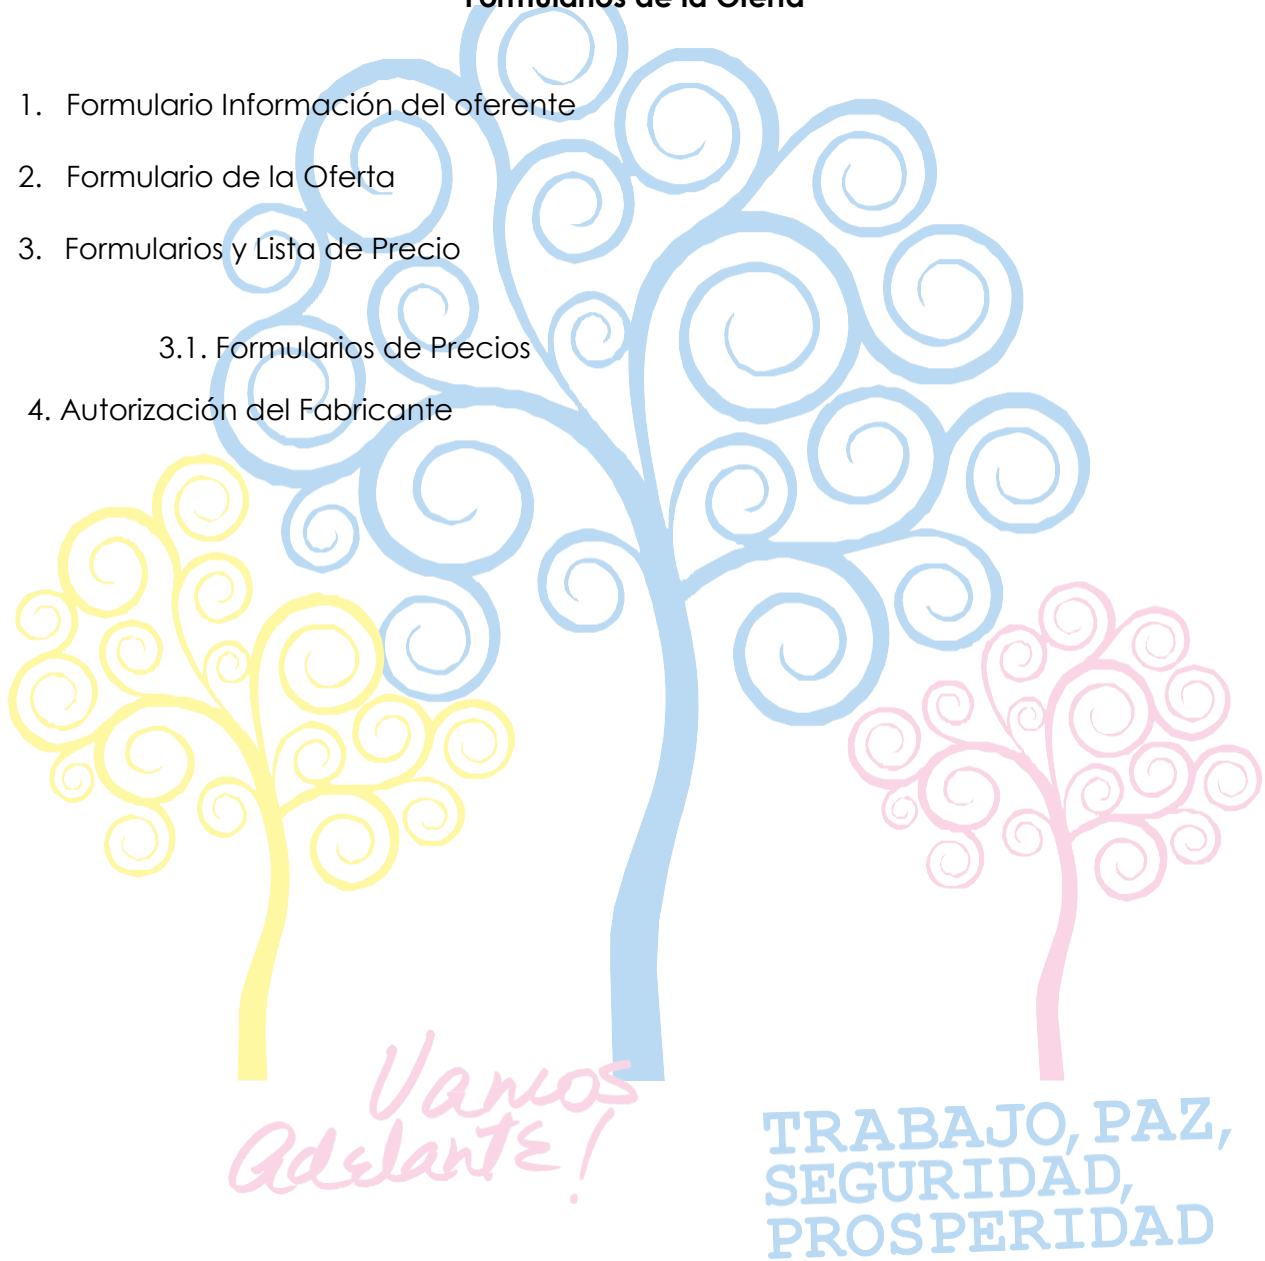 Formularios de la Oferta
1. Formulario Información del oferente
2. Formulario de la Oferta
3. Formularios y Lista de Precio
3.1. Formularios de Precios
4. Autorización del Fabricante
Vamos
adelante!
TRABAJO, PAZ,
SEGURIDAD,
PROSPERIDAD